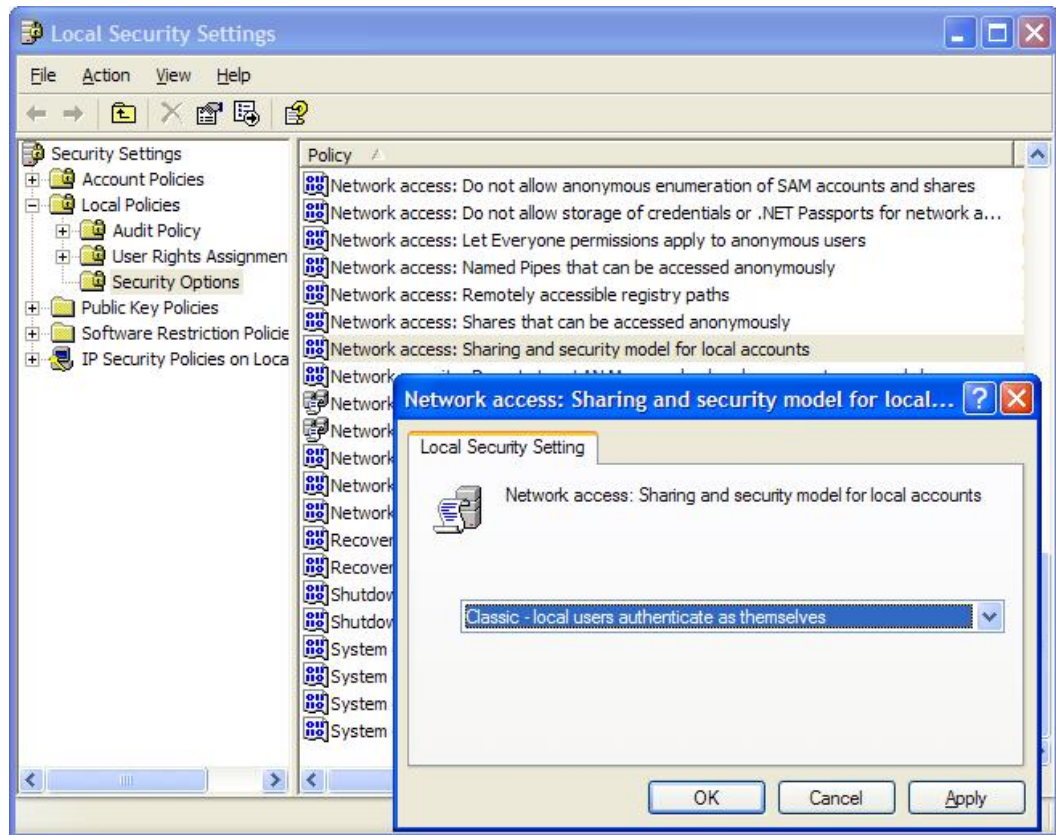 Local Security Settings
File Action View Help
Security Settings
Account Policies
Local Policies
Audit Policy
User Rights Assignmen
Security Options
Public Key Policies
Software Restriction Policie
IP Security Policies on Loca
Policy
Network access: Do not allow anonymous enumeration of SAM accounts and shares
Network access: Do not allow storage of credentials or .NET Passports for network a...
Network access: Let Everyone permissions apply to anonymous users
Network access: Named Pipes that can be accessed anonymously
Network access: Remotely accessible registry paths
Network access: Shares that can be accessed anonymously
Network access: Sharing and security model for local accounts
Network
Network
Network
Network
Network
Network
Recover
Recover
Shutdov
Shutdov
System
System
System
System
Network access: Sharing and security model for local...
Local Security Setting
Network access: Sharing and security model for local accounts
Classic - local users authenticate as themselves
OK Cancel Apply